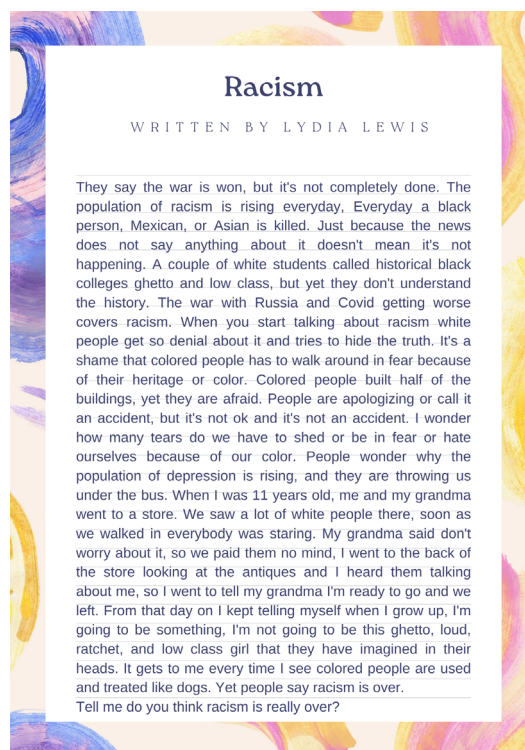 Racism
WRITTEN BY LYDIA LEWIS
They say the war is won, but it's not completely done. The
population of racism is rising everyday, Everyday a black
person, Mexican, or Asian is killed. Just because the news
does not say anything about it doesn't mean it's not
happening. A couple of white students called historical black
colleges ghetto and low class, but yet they don't understand
the history. The war with Russia and Covid getting worse
covers racism. When you start talking about racism white
people get so denial about it and tries to hide the truth. It's a
shame that colored people has to walk around in fear because
of their heritage or color. Colored people built half of the
buildings, yet they are afraid. People are apologizing or call it
an accident, but it's not ok and it's not an accident. I wonder
how many tears do we have to shed or be in fear or hate
ourselves because of our color. People wonder why the
population of depression is rising, and they are throwing us
under the bus. When I was 11 years old, me and my grandma
went to a store. We saw a lot of white people there, soon as
we walked in everybody was staring. My grandma said don't
worry about it, so we paid them no mind, I went to the back of
the store looking at the antiques and I heard them talking
about me, so I went to tell my grandma I'm ready to go and we
left. From that day on I kept telling myself when I grow up, I'm
going to be something, I'm not going to be this ghetto, loud,
ratchet, and low class girl that they have imagined in their
heads. It gets to me every time I see colored people are used
and treated like dogs. Yet people say racism is over.
Tell me do you think racism is really over?